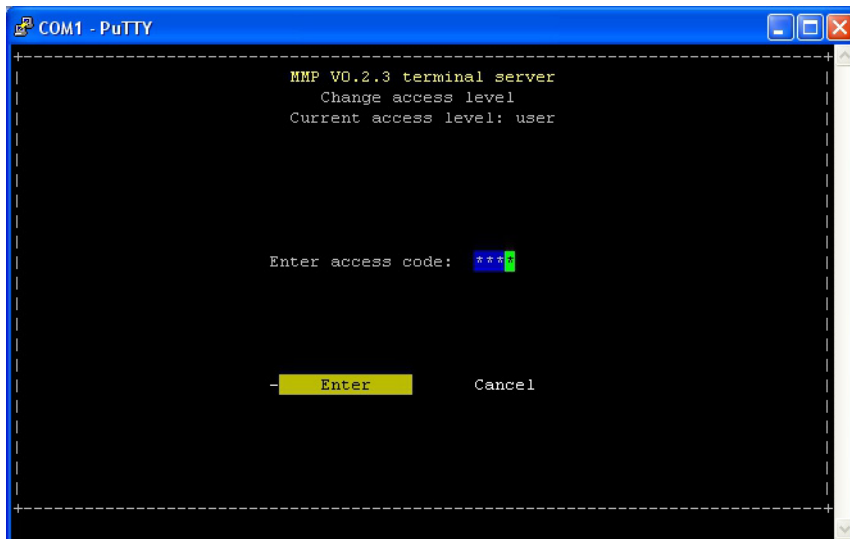 COM1 - PuTTY
MMP V0.2.3 terminal server
Change access level
Current access level: user
Enter access code: ****
Enter Cancel